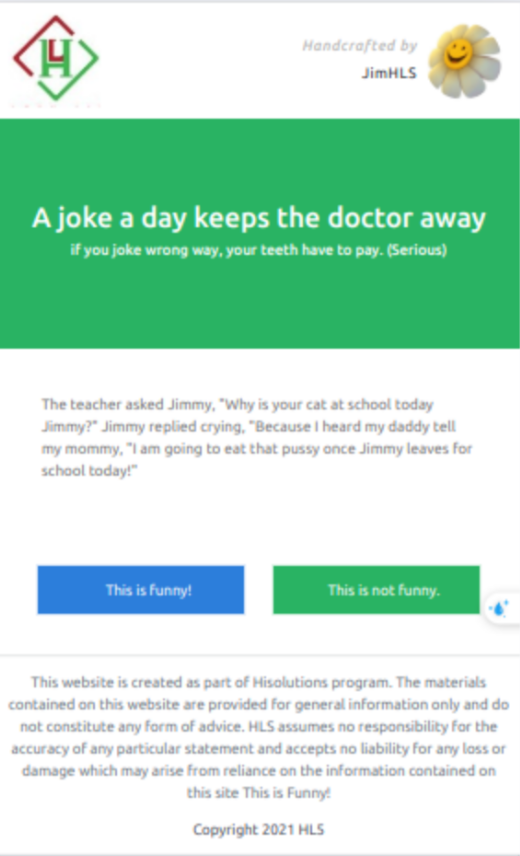 Handcrafted by
JimHLS
A joke a day keeps the doctor away
if you joke wrong way, your teeth have to pay. (Serious)
The teacher asked Jimmy, "Why is your cat at school today
Jimmy?" Jimmy replied crying, "Because I heard my daddy tell
my mommy, "I am going to eat that pussy once Jimmy leaves for
school today!"
This is funny!
This is not funny.
This website is created as part of Hisolutions program. The materials
contained on this website are provided for general information only and do
not constitute any form of advice. HLS assumes no responsibility for the
accuracy of any particular statement and accepts no liability for any loss or
damage which may arise from reliance on the information contained on
this site This is Funny!
Copyright 2021 HLS